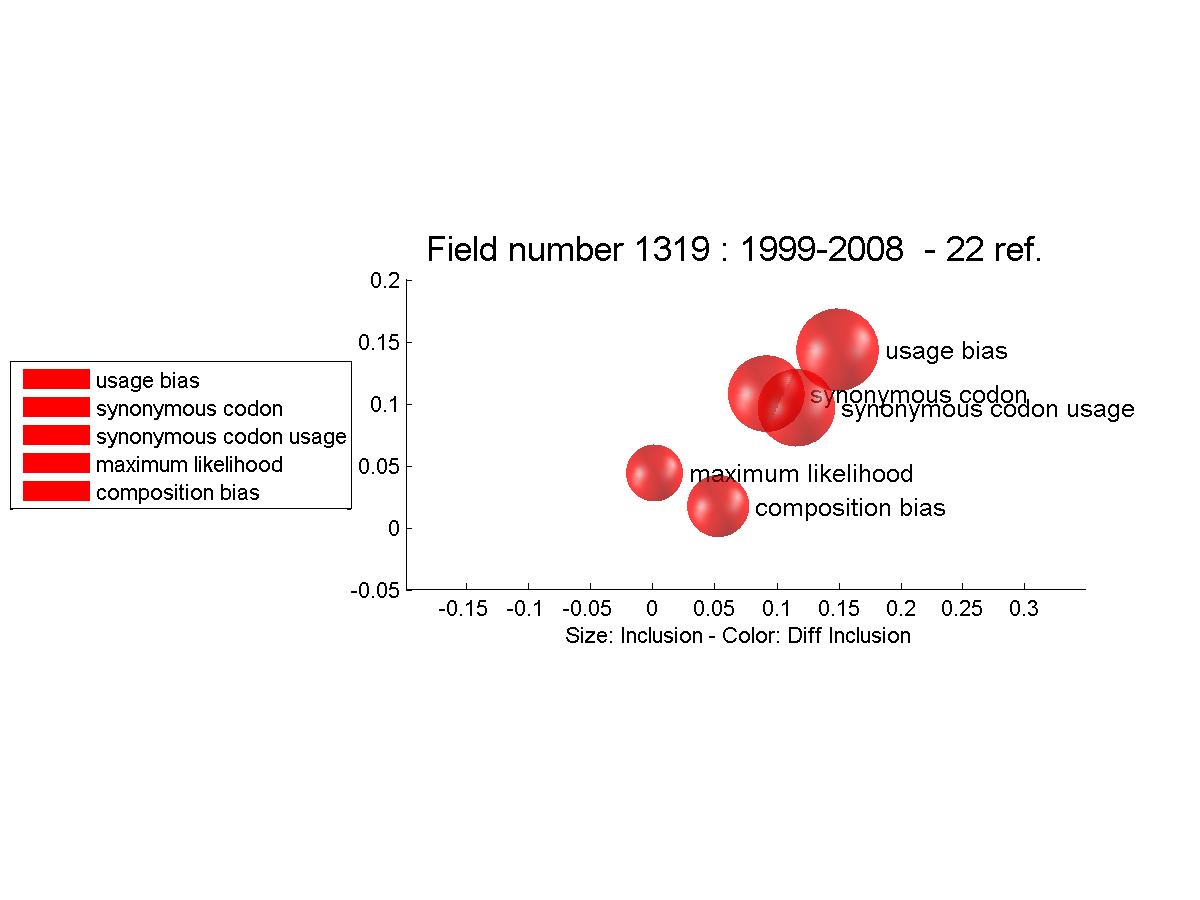 Field number 1319 : 1999-2008 - 22 ref.
0.2
0.15
0.1
0.05
0
-0.05
usage bias
synonymous codon
synonymous codon usage
maximum likelihood
composition bias
usage bias
synonymous codon
synonymous codon usage
maximum likelihood
composition bias
-0.15 -0.1 -0.05 0 0.05 0.1 0.15 0.2 0.25 0.3
Size: Inclusion - Color: Diff Inclusion